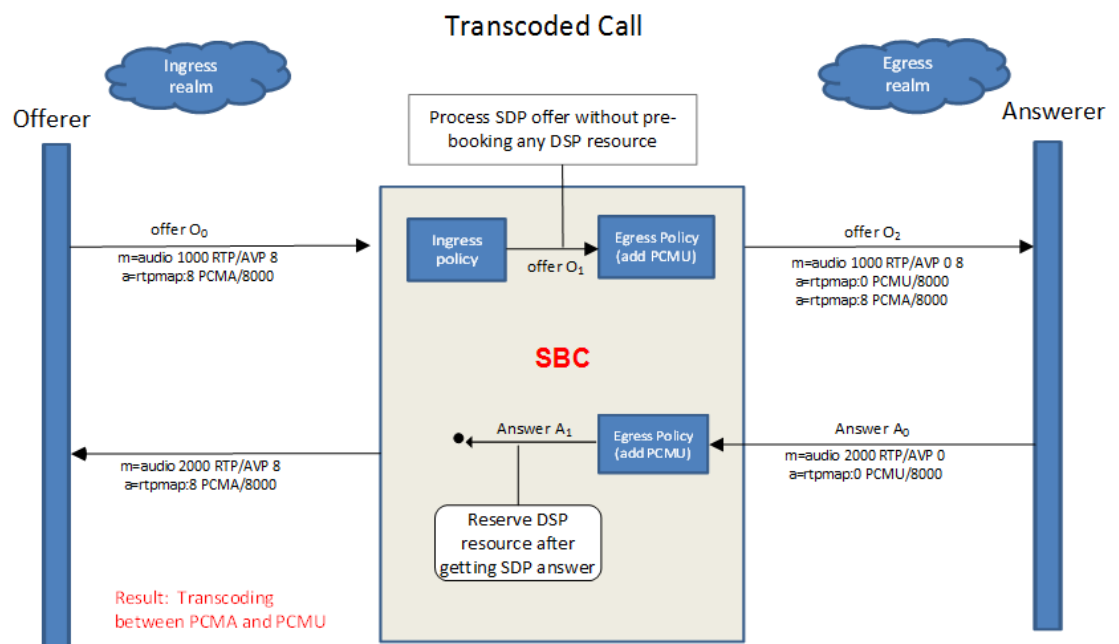 Transcoded Call
Ingress
realm
Egress
realm
Offerer
Answerer
Process SDP offer without pre-
booking any DSP resource
offer O₀
m=audio 1000 RTP/AVP 8
a=rtpmap:8 PCMA/8000
Ingress
policy
offer O₁
Egress Policy
(add PCMU)
offer O₂
m=audio 1000 RTP/AVP 0 8
a=rtpmap:0 PCMU/8000
a=rtpmap:8 PCMA/8000
SBC
m=audio 2000 RTP/AVP 8
a=rtpmap:8 PCMA/8000
Answer A₁
Egress Policy
(add PCMU)
Answer A₀
m=audio 2000 RTP/AVP 0
a=rtpmap:0 PCMU/8000
Reserve DSP
resource after
getting SDP answer
Result: Transcoding
between PCMA and PCMU